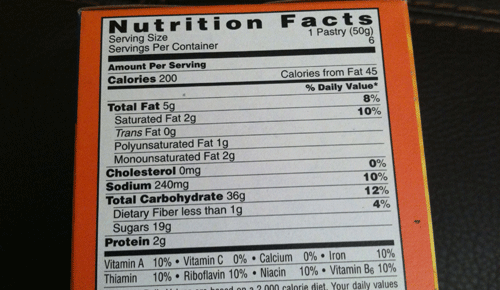 Nutrition Facts
Serving Size 1 Pastry (50g)
Servings Per Container 6
Amount Per Serving
Calories 200 Calories from Fat 45
% Daily Value*
Total Fat 5g 8%
Saturated Fat 2g 10%
Trans Fat 0g
Polyunsaturated Fat 1g
Monounsaturated Fat 2g
Cholesterol 0mg 0%
Sodium 240mg 10%
Total Carbohydrate 36g 12%
Dietary Fiber less than 1g 4%
Sugars 19g
Protein 2g
Vitamin A 10% • Vitamin C 0% • Calcium 0% • Iron 10%
Thiamin 10% • Riboflavin 10% • Niacin 10% • Vitamin B6 10%
are based on a 2,000 calorie diet. Your daily values